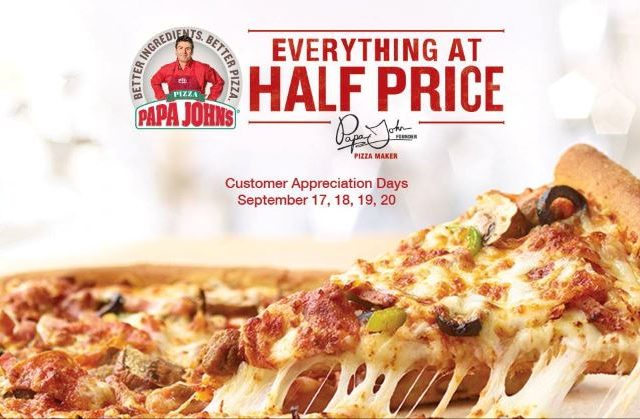 BETTER INGREDIENTS. BETTER PIZZA.
PIZZA
PAPA JOHNS®
EVERYTHING AT
HALF PRICE
Papa John
FOUNDER
PIZZA MAKER
Customer Appreciation Days
September 17, 18, 19, 20